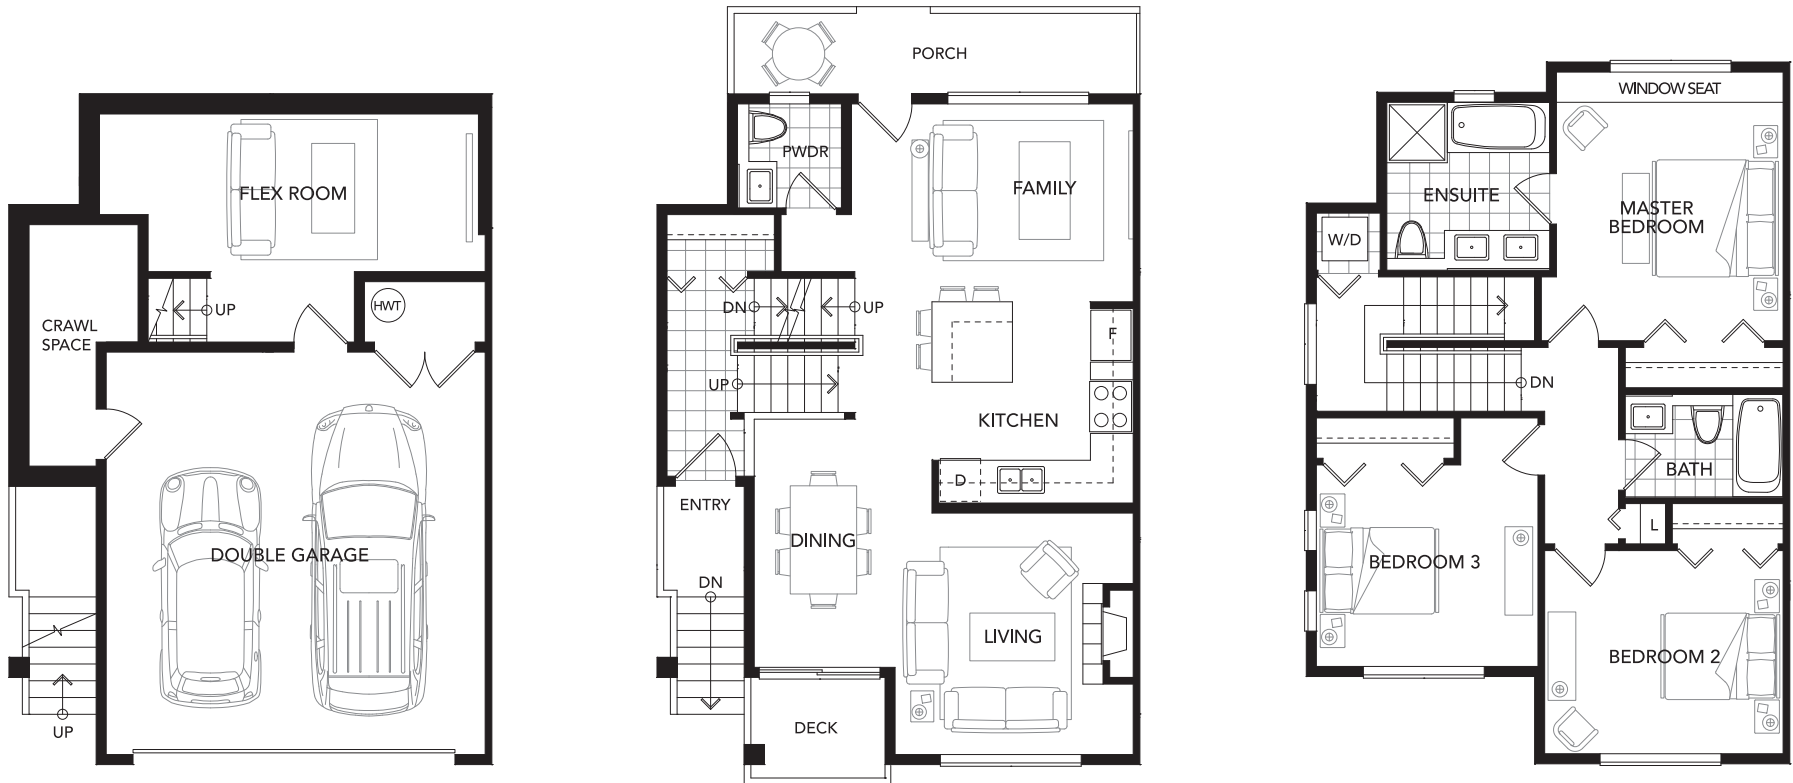 FLEX ROOM
HWT
UP
CRAWL
SPACE
DOUBLE GARAGE
UP
PORCH
PWDR
FAMILY
DN
UP
F
UP
KITCHEN
D
ENTRY
DINING
DN
LIVING
DECK
WINDOW SEAT
ENSUITE
MASTER
BEDROOM
W/D
DN
BATH
L
BEDROOM 3
BEDROOM 2